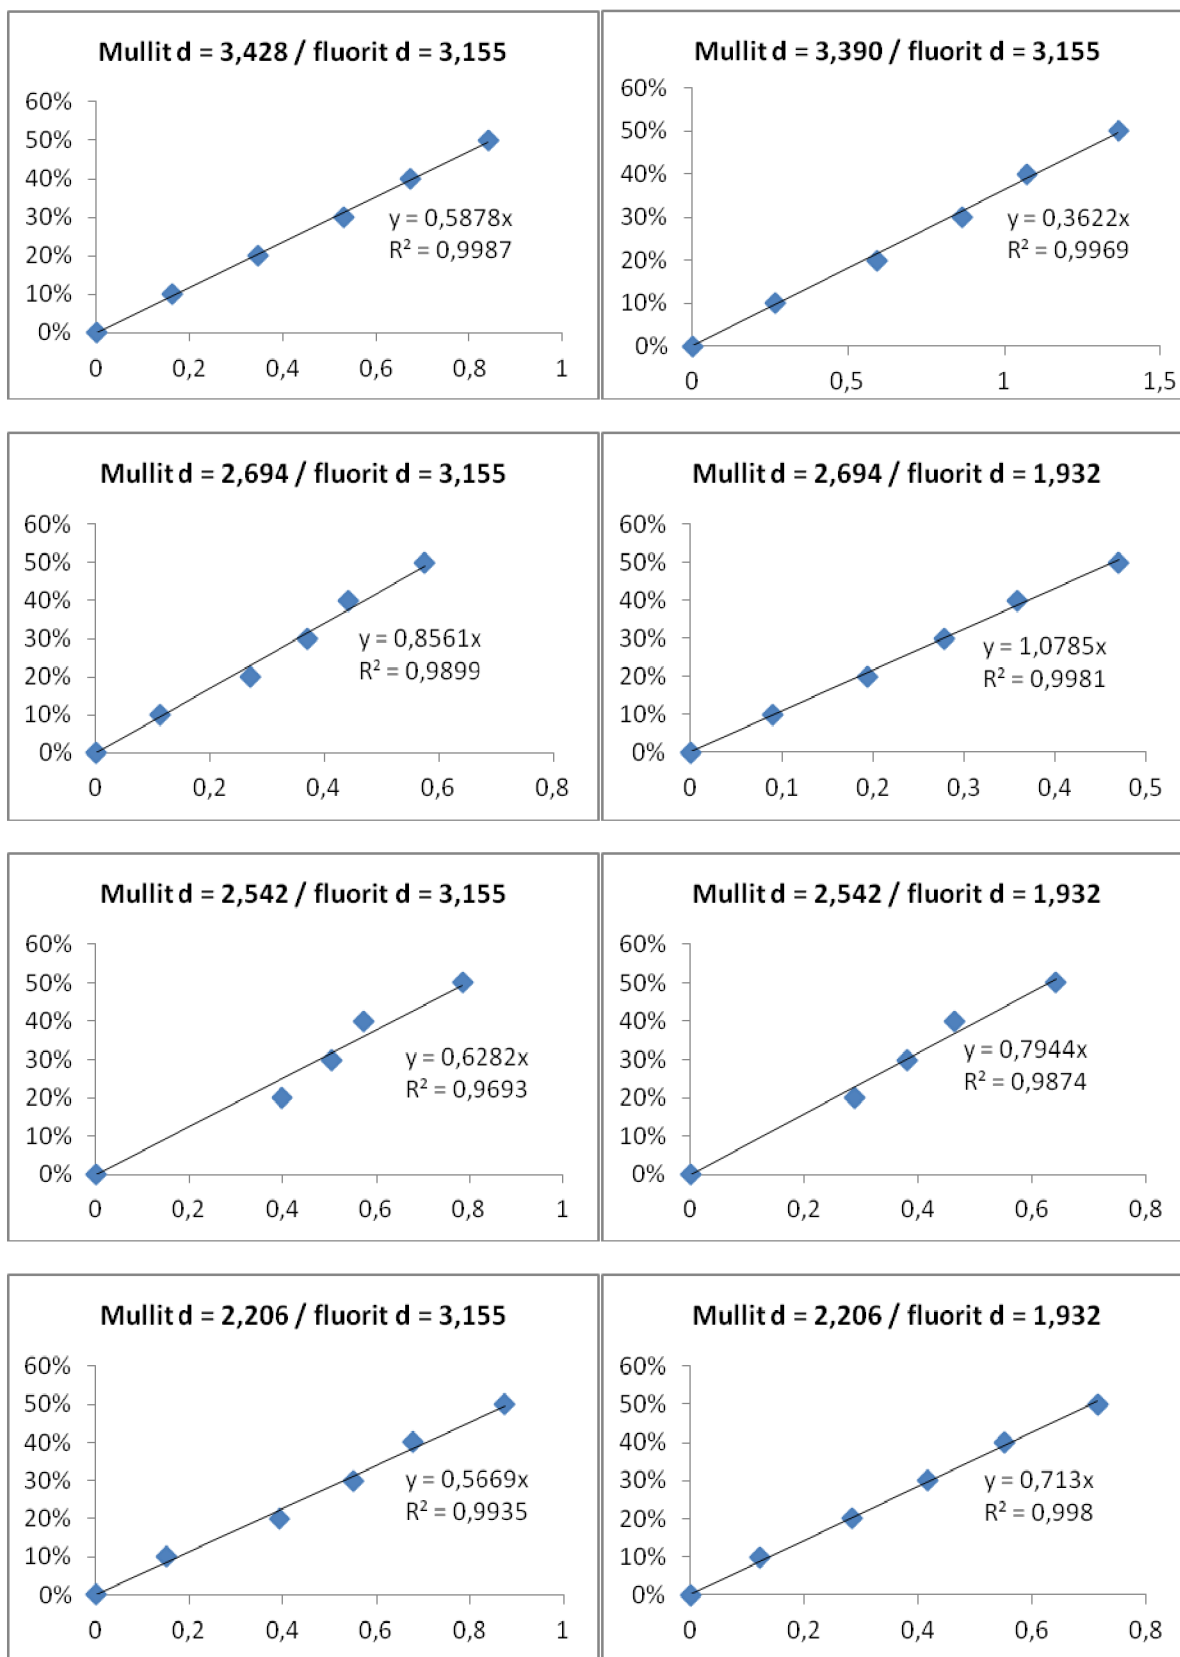 Mullit d = 3,428 / fluorit d = 3,155
60%
50%
40%
30%
20%
10%
0%
y = 0,5878x
R² = 0,9987
0 0,2 0,4 0,6 0,8 1
Mullit d = 3,390 / fluorit d = 3,155
60%
50%
40%
30%
20%
10%
0%
y = 0,3622x
R² = 0,9969
0 0,5 1 1,5
Mullit d = 2,694 / fluorit d = 3,155
60%
50%
40%
30%
20%
10%
0%
y = 0,8561x
R² = 0,9899
0 0,2 0,4 0,6 0,8
Mullit d = 2,694 / fluorit d = 1,932
60%
50%
40%
30%
20%
10%
0%
y = 1,0785x
R² = 0,9981
0 0,1 0,2 0,3 0,4 0,5
Mullit d = 2,542 / fluorit d = 3,155
60%
50%
40%
30%
20%
10%
0%
y = 0,6282x
R² = 0,9693
0 0,2 0,4 0,6 0,8 1
Mullit d = 2,542 / fluorit d = 1,932
60%
50%
40%
30%
20%
10%
0%
y = 0,7944x
R² = 0,9874
0 0,2 0,4 0,6 0,8
Mullit d = 2,206 / fluorit d = 3,155
60%
50%
40%
30%
20%
10%
0%
y = 0,5669x
R² = 0,9935
0 0,2 0,4 0,6 0,8 1
Mullit d = 2,206 / fluorit d = 1,932
60%
50%
40%
30%
20%
10%
0%
y = 0,713x
R² = 0,998
0 0,2 0,4 0,6 0,8